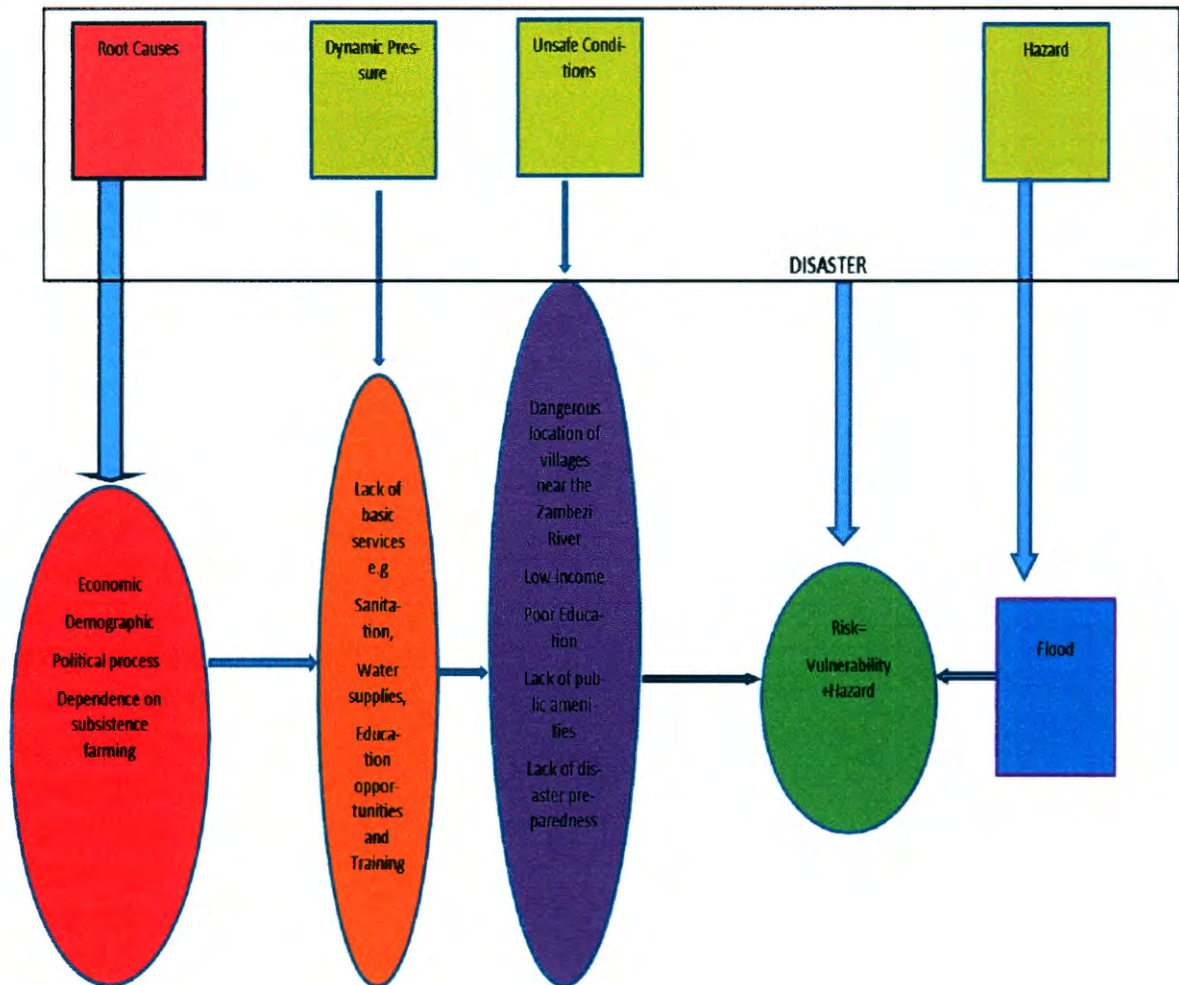 Root Causes
Dynamic Pres-
sure
Unsafe Condi-
tions
Hazard
DISASTER
Economic
Demographic
Political process
Dependence on
subsistence
farming
Lack of
basic
services
e.g
Sanita-
tion,
Water
supplies,
Educa-
tion
oppor-
tunities
and
Training
Dangerous
location of
villages
near the
Zambezi
River
Low income
Poor Educa-
tion
Lack of pub-
lic ameni-
ties
Lack of dis-
aster pre-
paredness
Risk=
Vulnerability
+Hazard
Flood